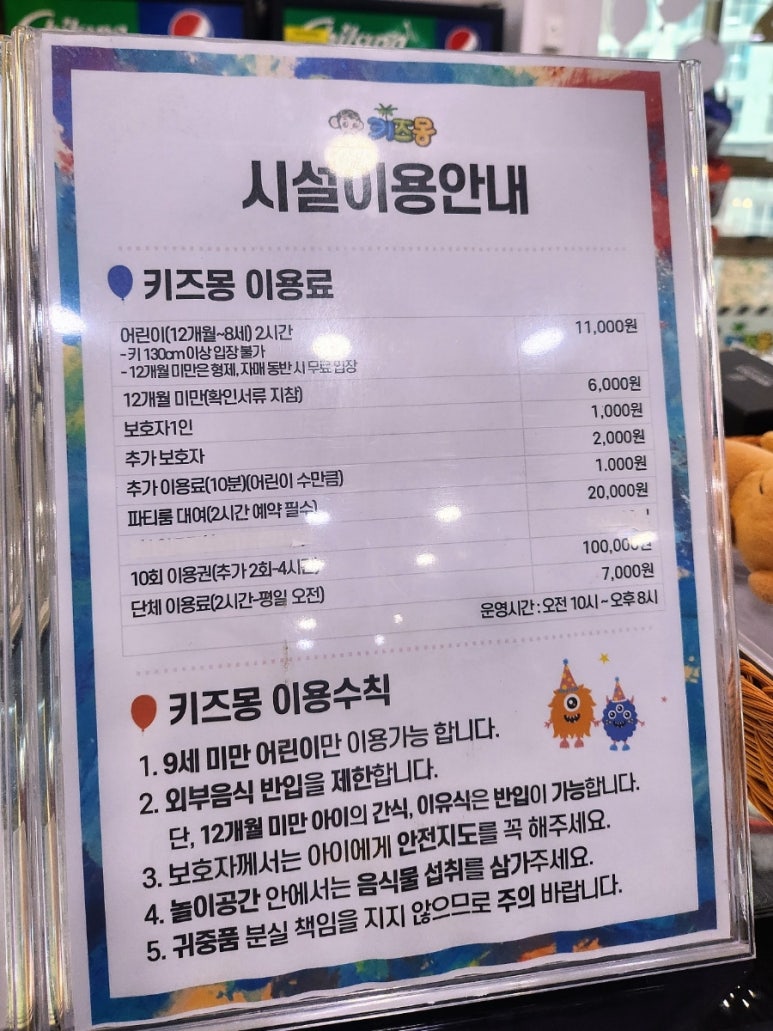 Chilsung
키즈몽
시설이용안내
키즈몽 이용료
어린이(12개월~8세) 2시간 11,000원
-키 130cm 이상 입장 불가
-12개월 미만은 형제,자매 동반 시 무료 입장
12개월 미만(확인서류 지참) 6,000원
보호자1인 1,000원
추가 보호자 2,000원
추가 이용료(10분)(어린이 수만큼) 1.000원
파티룸 대여(2시간 예약 필수) 20,000원
10회 이용권(추가 2회-4시간) 100,000원
단체 이용료(2시간-평일 오전) 7,000원
운영시간 : 오전 10시 ~ 오후 8시
키즈몽 이용수칙
1. 9세 미만 어린이만 이용가능 합니다.
2. 외부음식 반입을 제한합니다.
단, 12개월 미만 아이의 간식, 이유식은 반입이 가능합니다.
3. 보호자께서는 아이에게 안전지도를 꼭 해주세요.
4. 놀이공간 안에서는 음식물 섭취를 삼가주세요.
5. 귀중품 분실 책임을 지지 않으므로 주의 바랍니다.